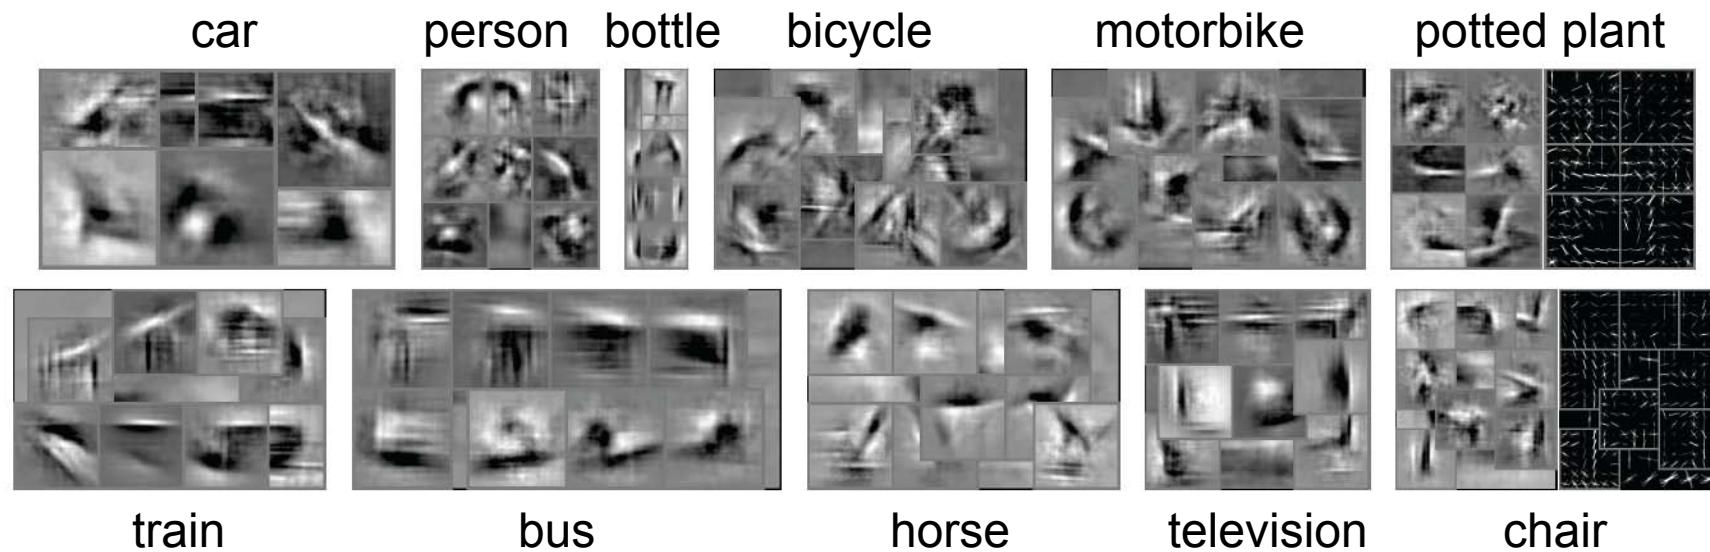 car person bottle bicycle motorbike potted plant
train bus horse television chair